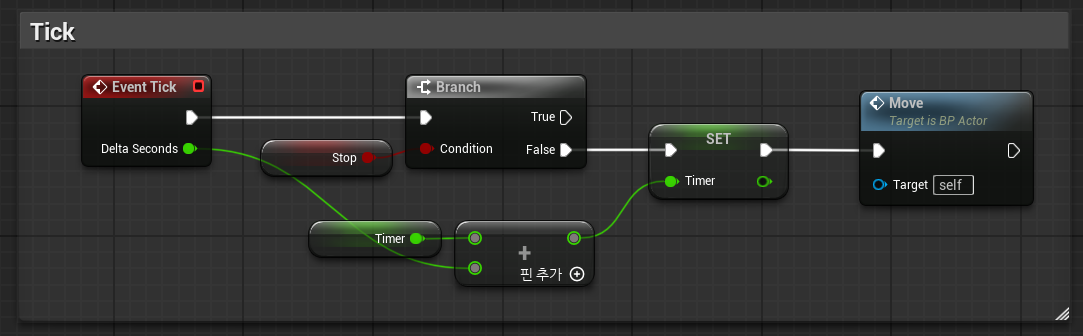 Tick
Event Tick
Delta Seconds
Stop
Branch
True
Condition
False
Timer
+
핀 추가
SET
Timer
Move
Target is BP Actor
Target self